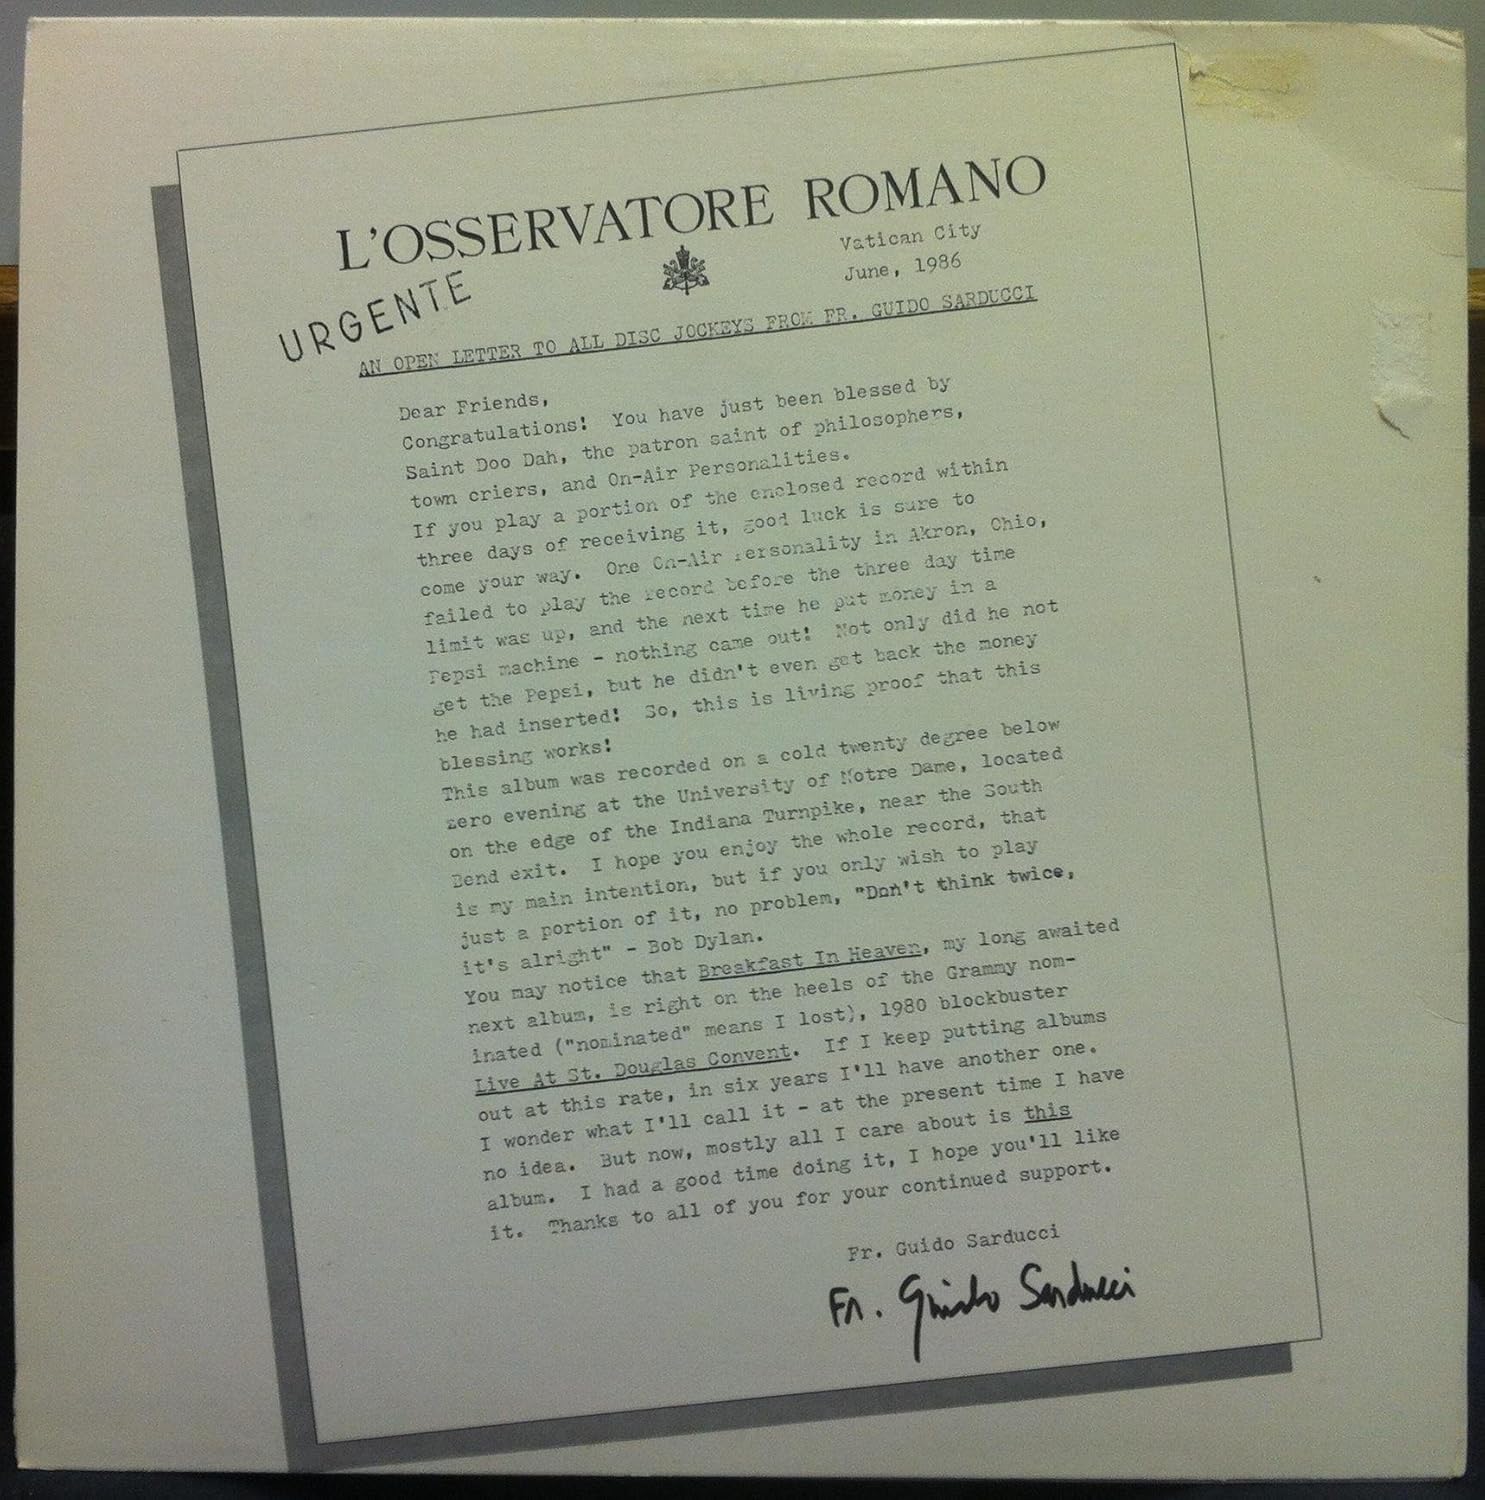 L'OSSERVATORE ROMANO
URGENTE
Vatican City
June, 1986
AN OPEN LETTER TO ALL DISC JOCKEYS FROM FR. GUIDO SARDUCCI
Dear Friends,
Congratulations! You have just been blessed by
Saint Doo Dah, the patron saint of philosophers,
town criers, and On-Air Personalities.
If you play a portion of the enclosed record within
three days of receiving it, good luck is sure to
come your way. One On-Air Personality in Akron, Ohio,
failed to play the record before the three day time
limit was up, and the next time he put money in a
Pepsi machine - nothing came out! Not only did he not
get the Pepsi, but he didn't even get back the money
he had inserted! So, this is living proof that this
blessing works!
This album was recorded on a cold twenty degree below
zero evening at the University of Notre Dame, located
on the edge of the Indiana Turnpike, near the South
Bend exit. I hope you enjoy the whole record, that
is my main intention, but if you only wish to play
just a portion of it, no problem, "Don't think twice,
it's alright" - Bob Dylan.
You may notice that Breakfast In Heaven, my long awaited
next album, is right on the heels of the Grammy nom-
inated ("nominated" means I lost), 1980 blockbuster
Live At St. Douglas Convent. If I keep putting albums
out at this rate, in six years I'll have another one.
I wonder what I'll call it - at the present time I have
no idea. But now, mostly all I care about is this
album. I had a good time doing it, I hope you'll like
it. Thanks to all of you for your continued support.
Fr. Guido Sarducci
Fr. Guido Sarducci